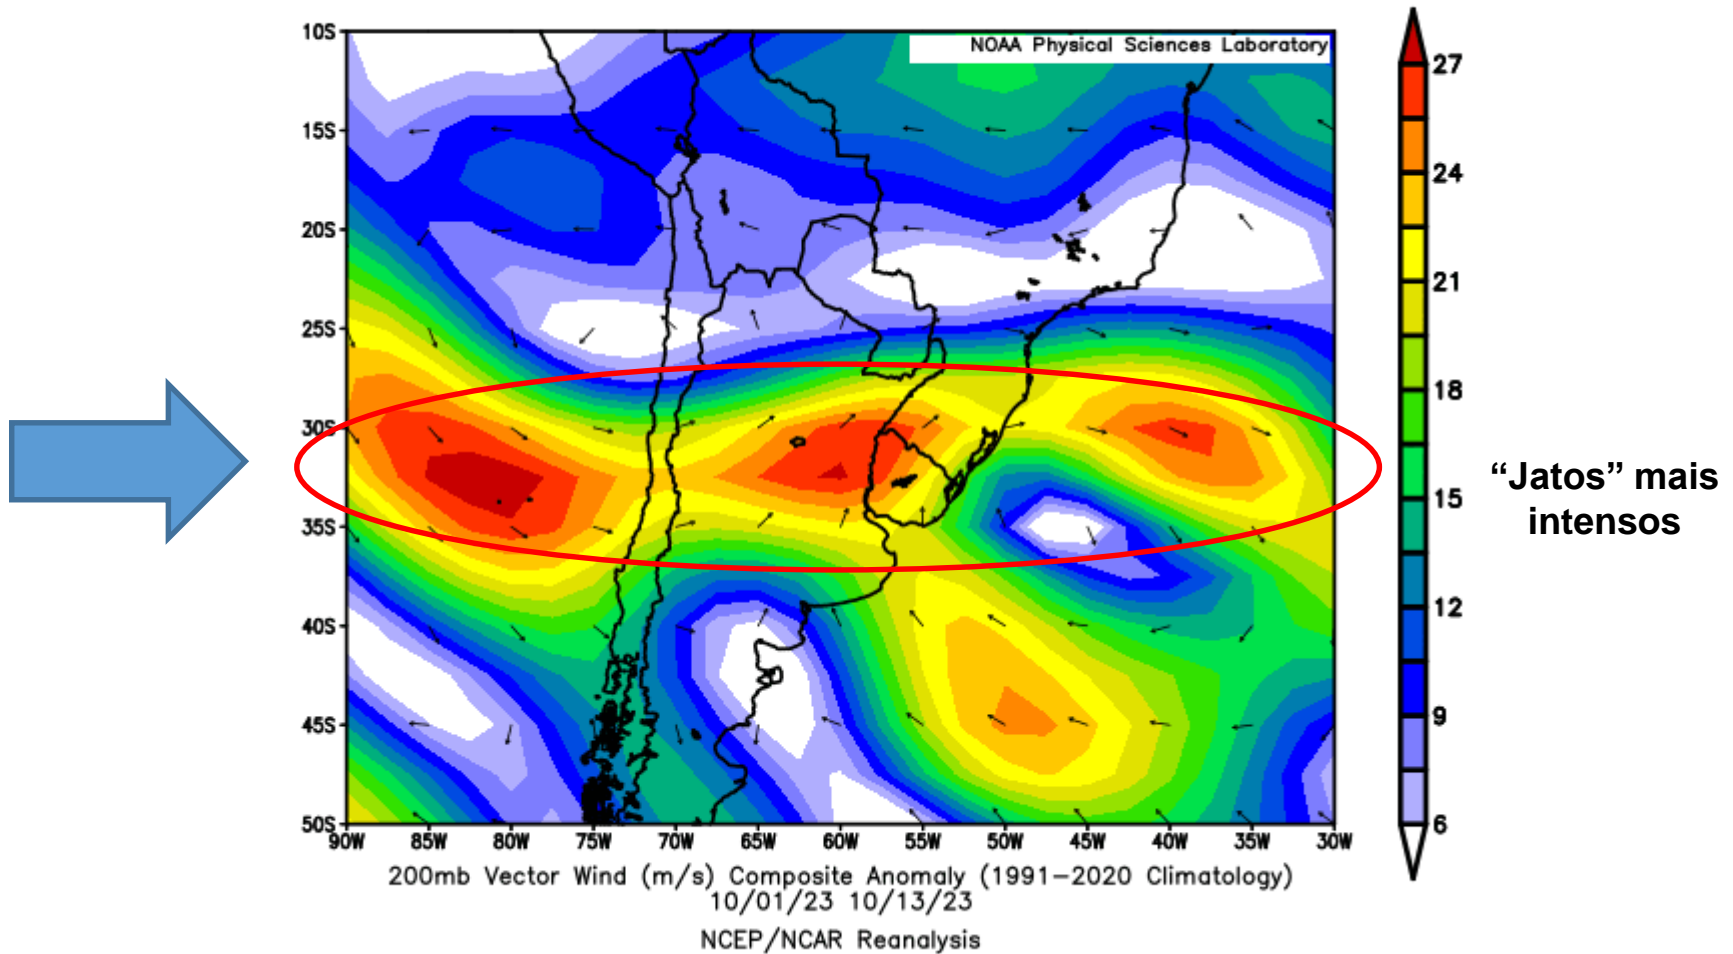 NOAA Physical Sciences Laboratory
10S
15S
20S
25S
30S
35S
40S
45S
50S
90W 85W 80W 75W 70W 65W 60W 55W 50W 45W 40W 35W 30W
27
24
21
18
15
12
9
6
“Jatos” mais
intensos
200mb Vector Wind (m/s) Composite Anomaly (1991−2020 Climatology)
10/01/23 10/13/23
NCEP/NCAR Reanalysis